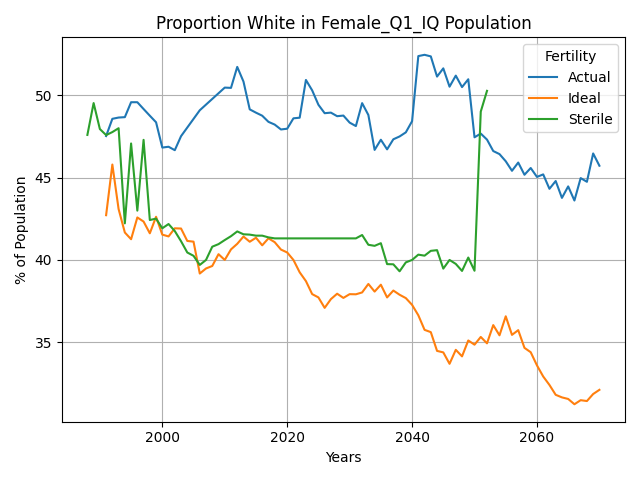 Proportion White in Female_Q1_IQ Population
Fertility
Actual
Ideal
Sterile
% of Population
50
45
40
35
2000
2020
2040
2060
Years